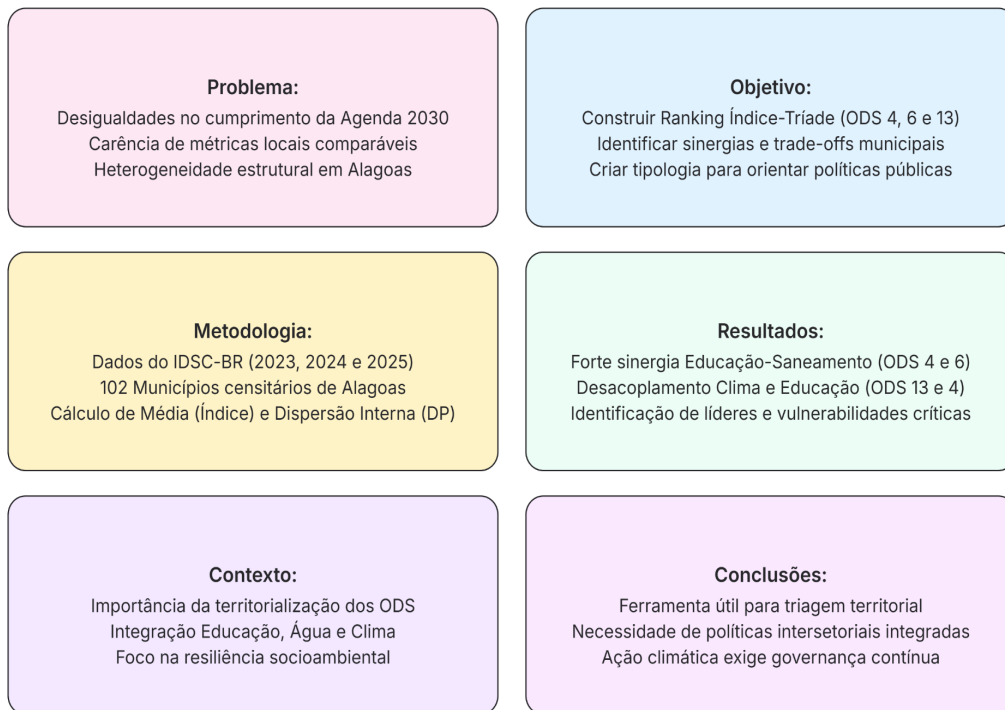 Problema:
Desigualdades no cumprimento da Agenda 2030
Carência de métricas locais comparáveis
Heterogeneidade estrutural em Alagoas
Objetivo:
Construir Ranking Índice-Tríade (ODS 4, 6 e 13)
Identificar sinergias e trade-offs municipais
Criar tipologia para orientar políticas públicas
Metodologia:
Dados do IDSC-BR (2023, 2024 e 2025)
102 Municípios censitários de Alagoas
Cálculo de Média (Índice) e Dispersão Interna (DP)
Resultados:
Forte sinergia Educação-Saneamento (ODS 4 e 6)
Desacoplamento Clima e Educação (ODS 13 e 4)
Identificação de líderes e vulnerabilidades críticas
Contexto:
Importância da territorialização dos ODS
Integração Educação, Água e Clima
Foco na resiliência socioambiental
Conclusões:
Ferramenta útil para triagem territorial
Necessidade de políticas intersetoriais integradas
Ação climática exige governança contínua